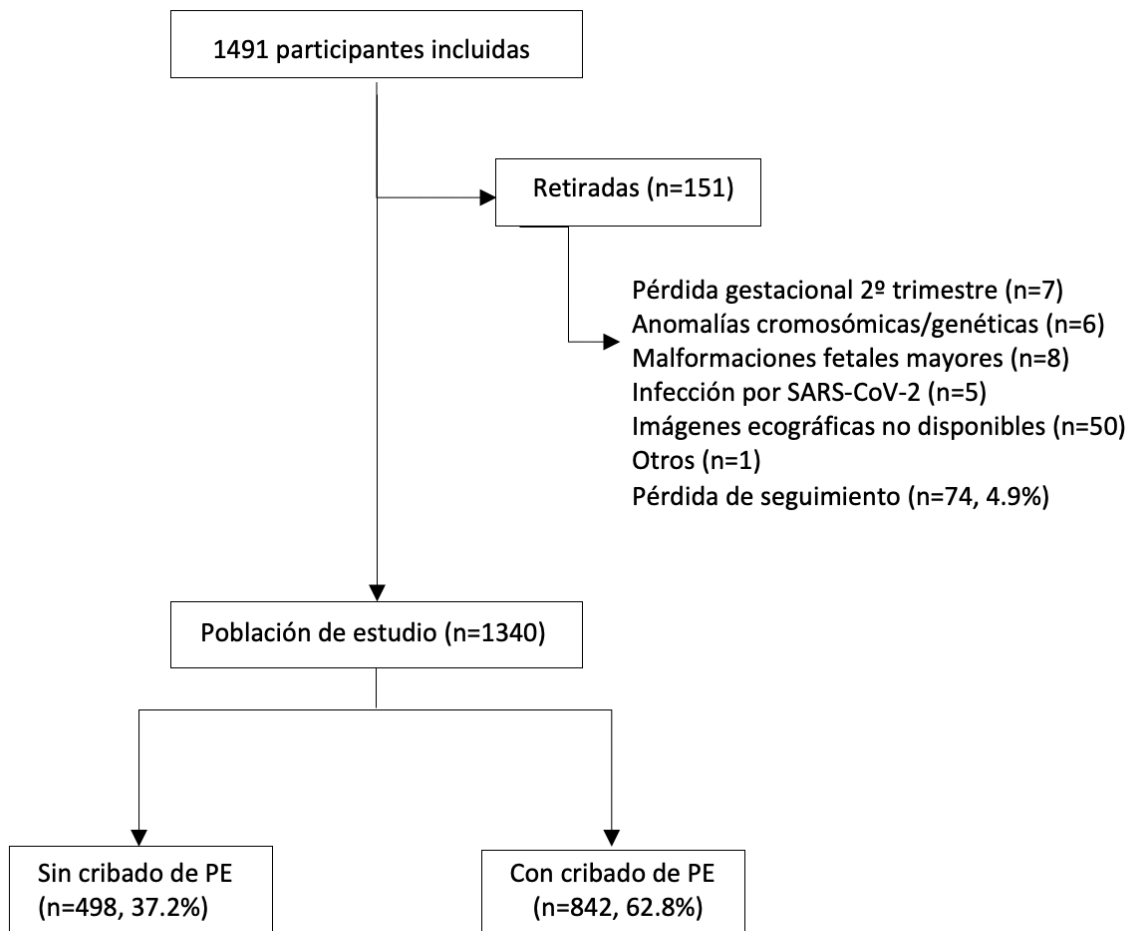 1491 participantes incluidas
Retiradas (n=151)
Pérdida gestacional 2º trimestre (n=7)
Anomalías cromosómicas/genéticas (n=6)
Malformaciones fetales mayores (n=8)
Infección por SARS-CoV-2 (n=5)
Imágenes ecográficas no disponibles (n=50)
Otros (n=1)
Pérdida de seguimiento (n=74, 4.9%)
Población de estudio (n=1340)
Sin cribado de PE
(n=498, 37.2%)
Con cribado de PE
(n=842, 62.8%)